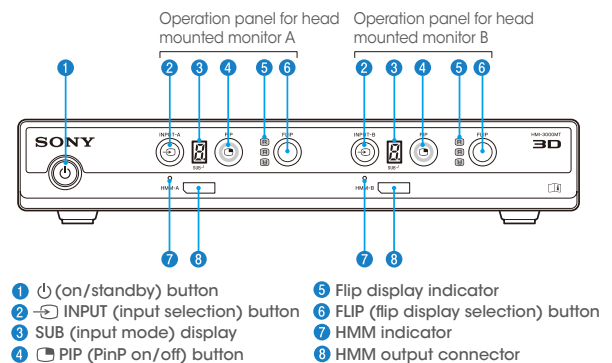 Operation panel for head
mounted monitor A
Operation panel for head
mounted monitor B
1 2 3 4 5 6 2 3 4 5 6
INPUT-A PIP FLIP INPUT-B PIP FLIP HMI-3000MT
SONY 3D
SUB SUB
HMM-A HMM-B
7 8 7 8
1 (on/standby) button
2 INPUT (input selection) button
3 SUB (input mode) display
4 PIP (PinP on/off) button
5 Flip display indicator
6 FLIP (flip display selection) button
7 HMM indicator
8 HMM output connector